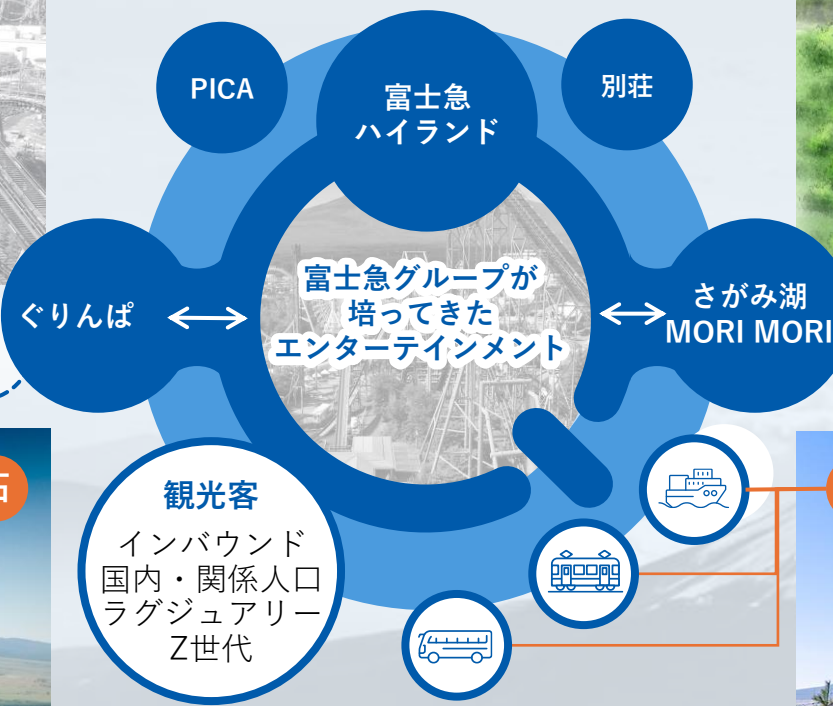 PICA
富士急
ハイランド
別荘
富士急グループが
培ってきた
エンターテインメント
ぐりんぱ
さがみ湖
MORI MORI
観光客
インバウンド
国内・関係人口
ラグジュアリー
Z世代